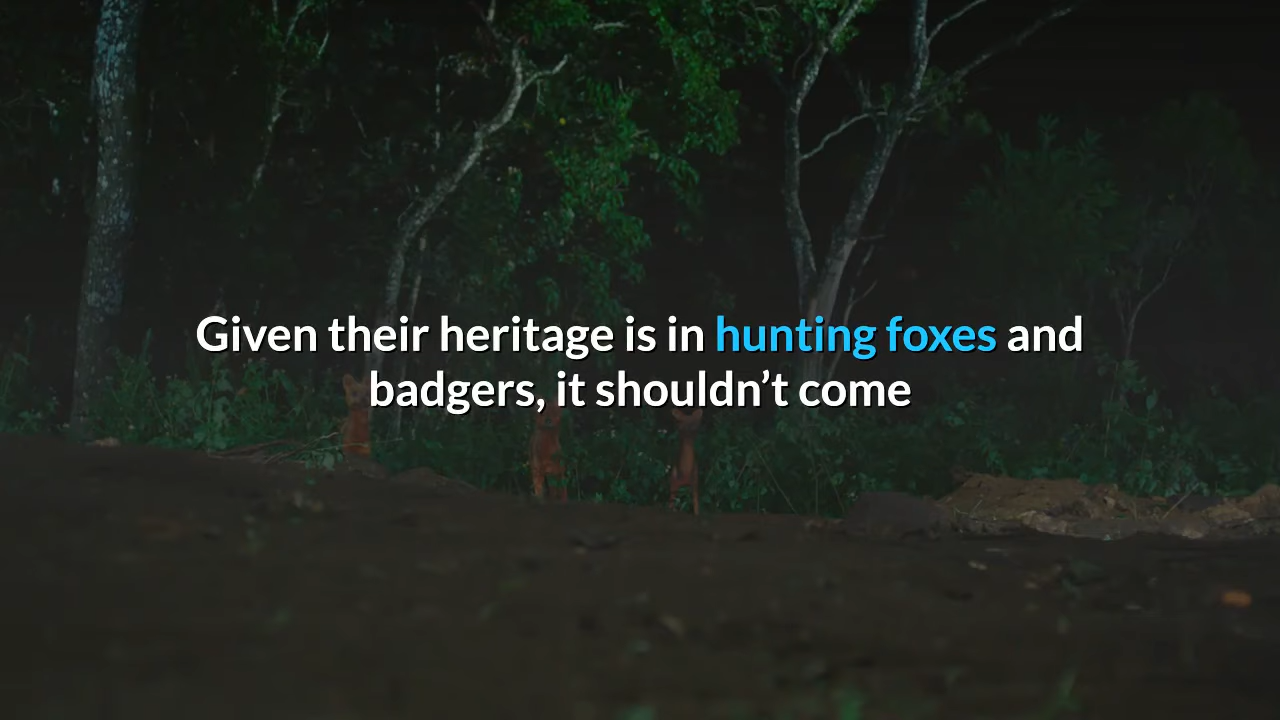 Given their heritage is in hunting foxes and
badgers, it shouldn’t come